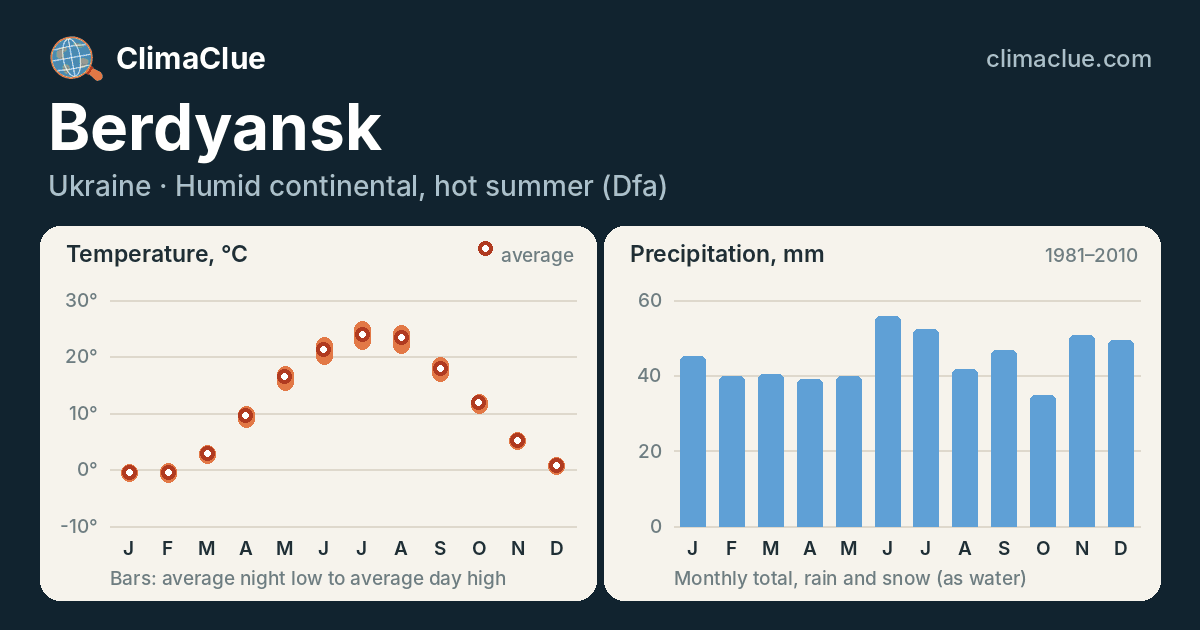 ClimaClue
climaclue.com
Berdyansk
Ukraine · Humid continental, hot summer (Dfa)
Temperature, °C
average
30°
20°
10°
0°
-10°
J F M A M J J A S O N D
Bars: average night low to average day high
Precipitation, mm
1981–2010
60
40
20
0
J F M A M J J A S O N D
Monthly total, rain and snow (as water)